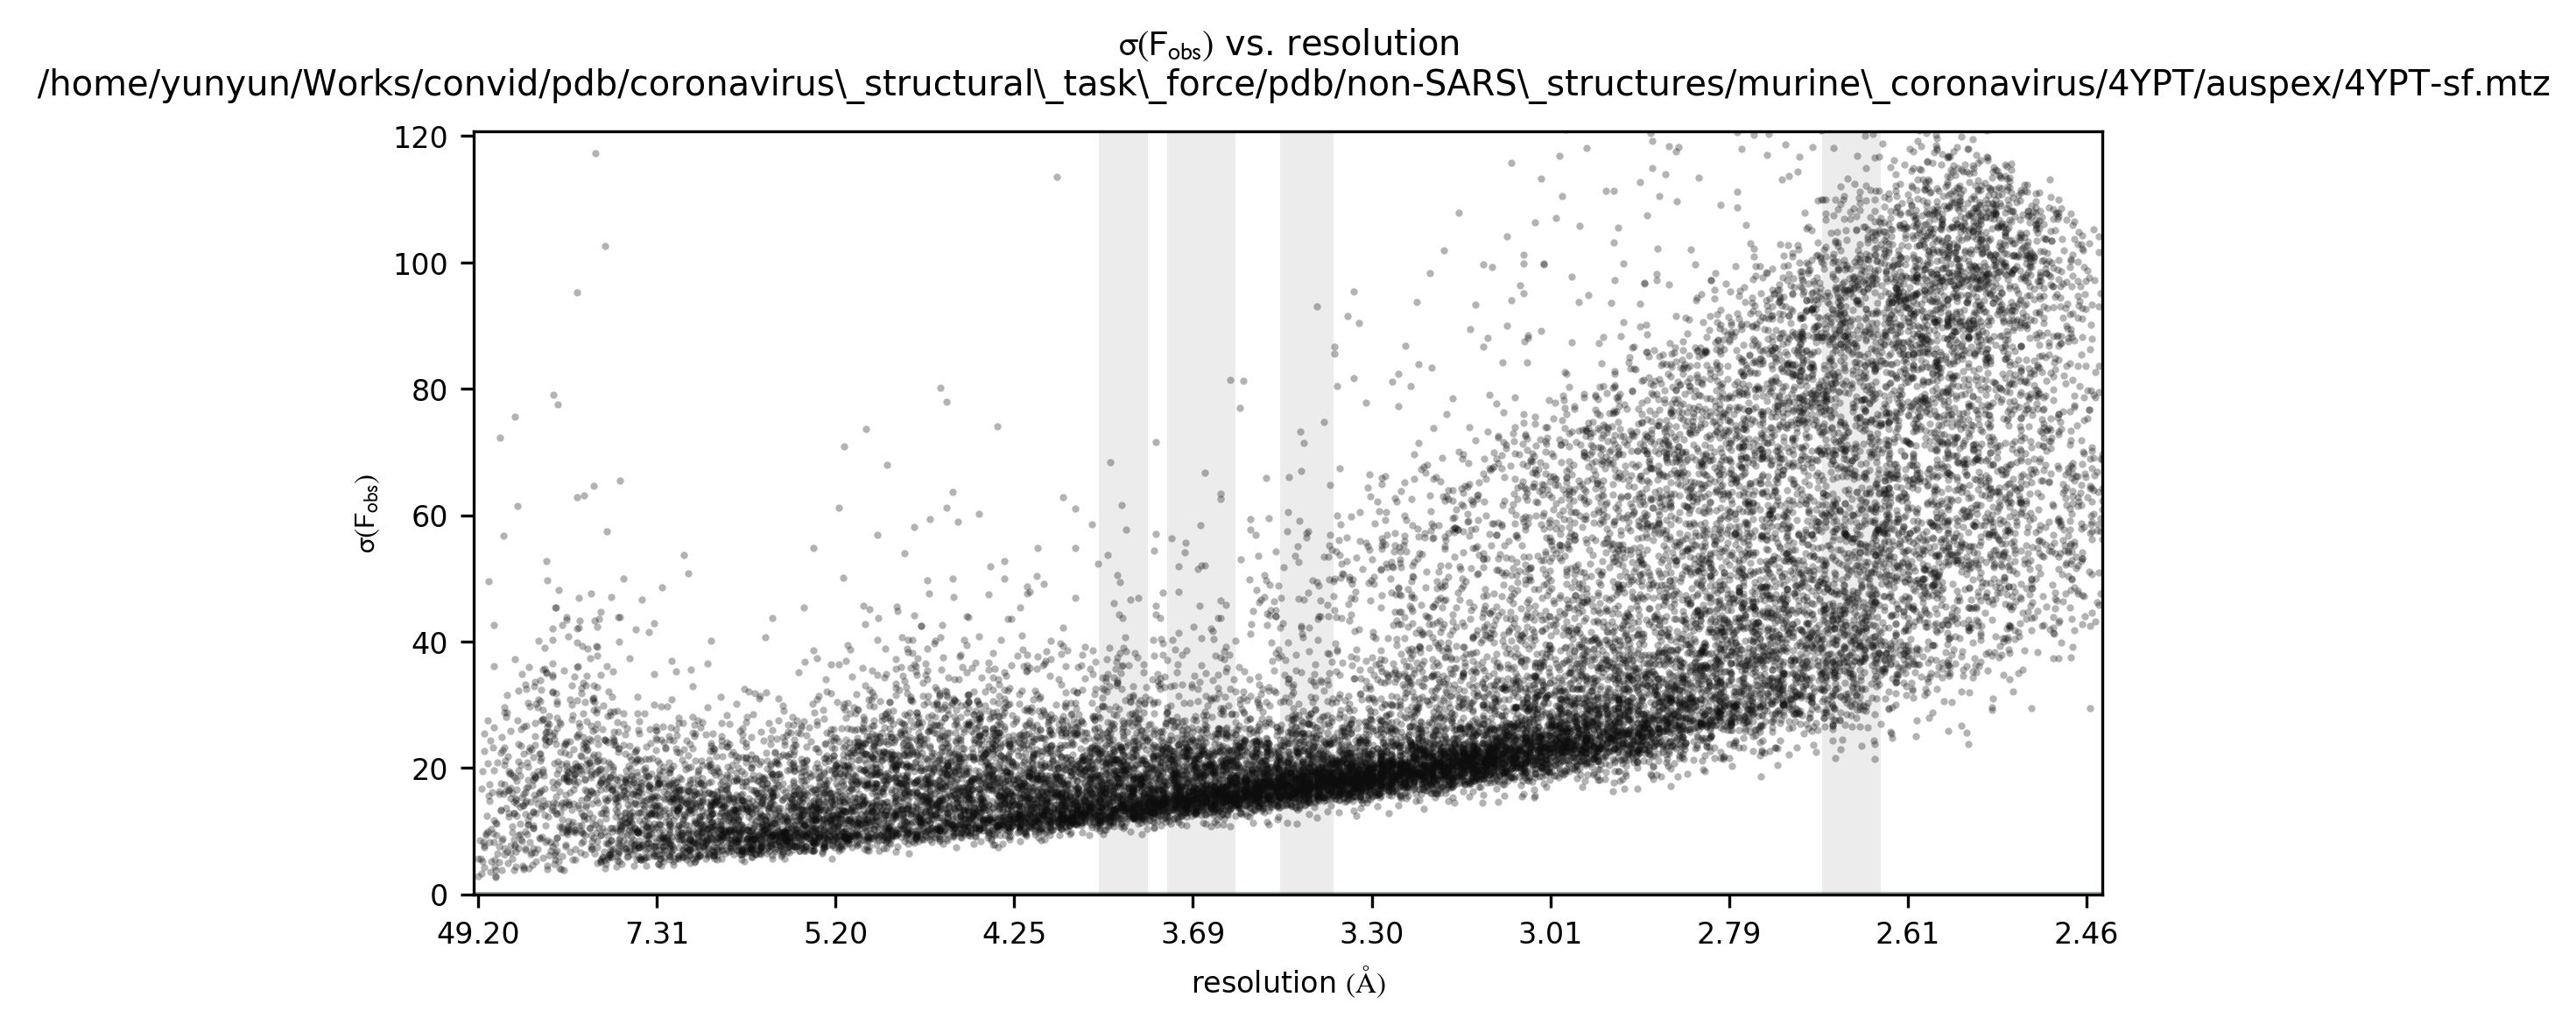 σ(Fobs) vs. resolution
/home/yunyun/Works/convid/pdb/coronavirus\_structural\_task\_force/pdb/non-SARS\_structures/murine\_coronavirus/4YPT/auspex/4YPT-sf.mtz
120
100
80
60
40
20
0
σ(Fobs)
49.20 7.31 5.20 4.25 3.69 3.30 3.01 2.79 2.61 2.46
resolution (Å)